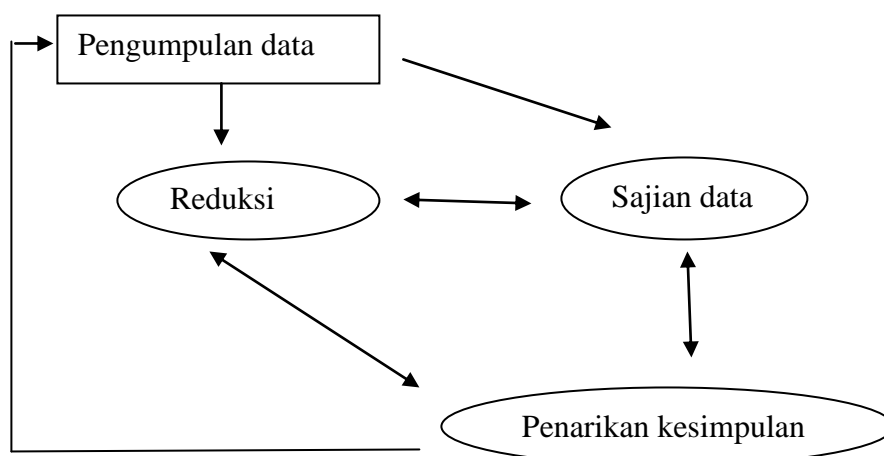 Pengumpulan data
Reduksi
Sajian data
Penarikan kesimpulan